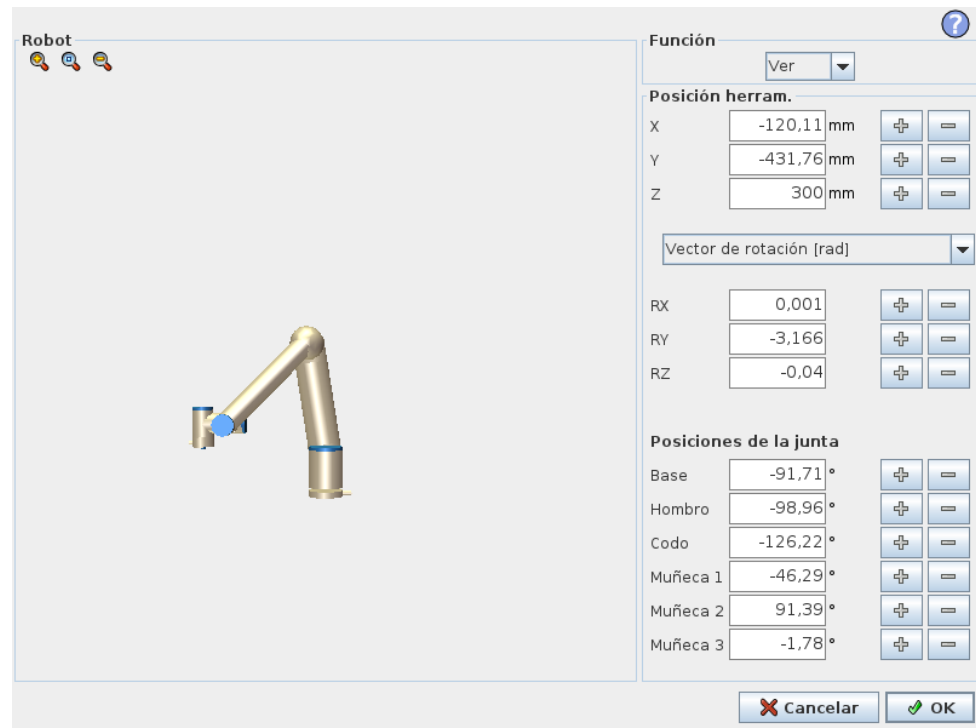 Robot
Función
Ver
Posición herram.
X -120,11 mm
Y -431,76 mm
Z 300 mm
Vector de rotación [rad]
RX 0,001
RY -3,166
RZ -0,04
Posiciones de la junta
Base -91,71 °
Hombro -98,96 °
Codo -126,22 °
Muñeca 1 -46,29 °
Muñeca 2 91,39 °
Muñeca 3 -1,78 °
Cancelar OK